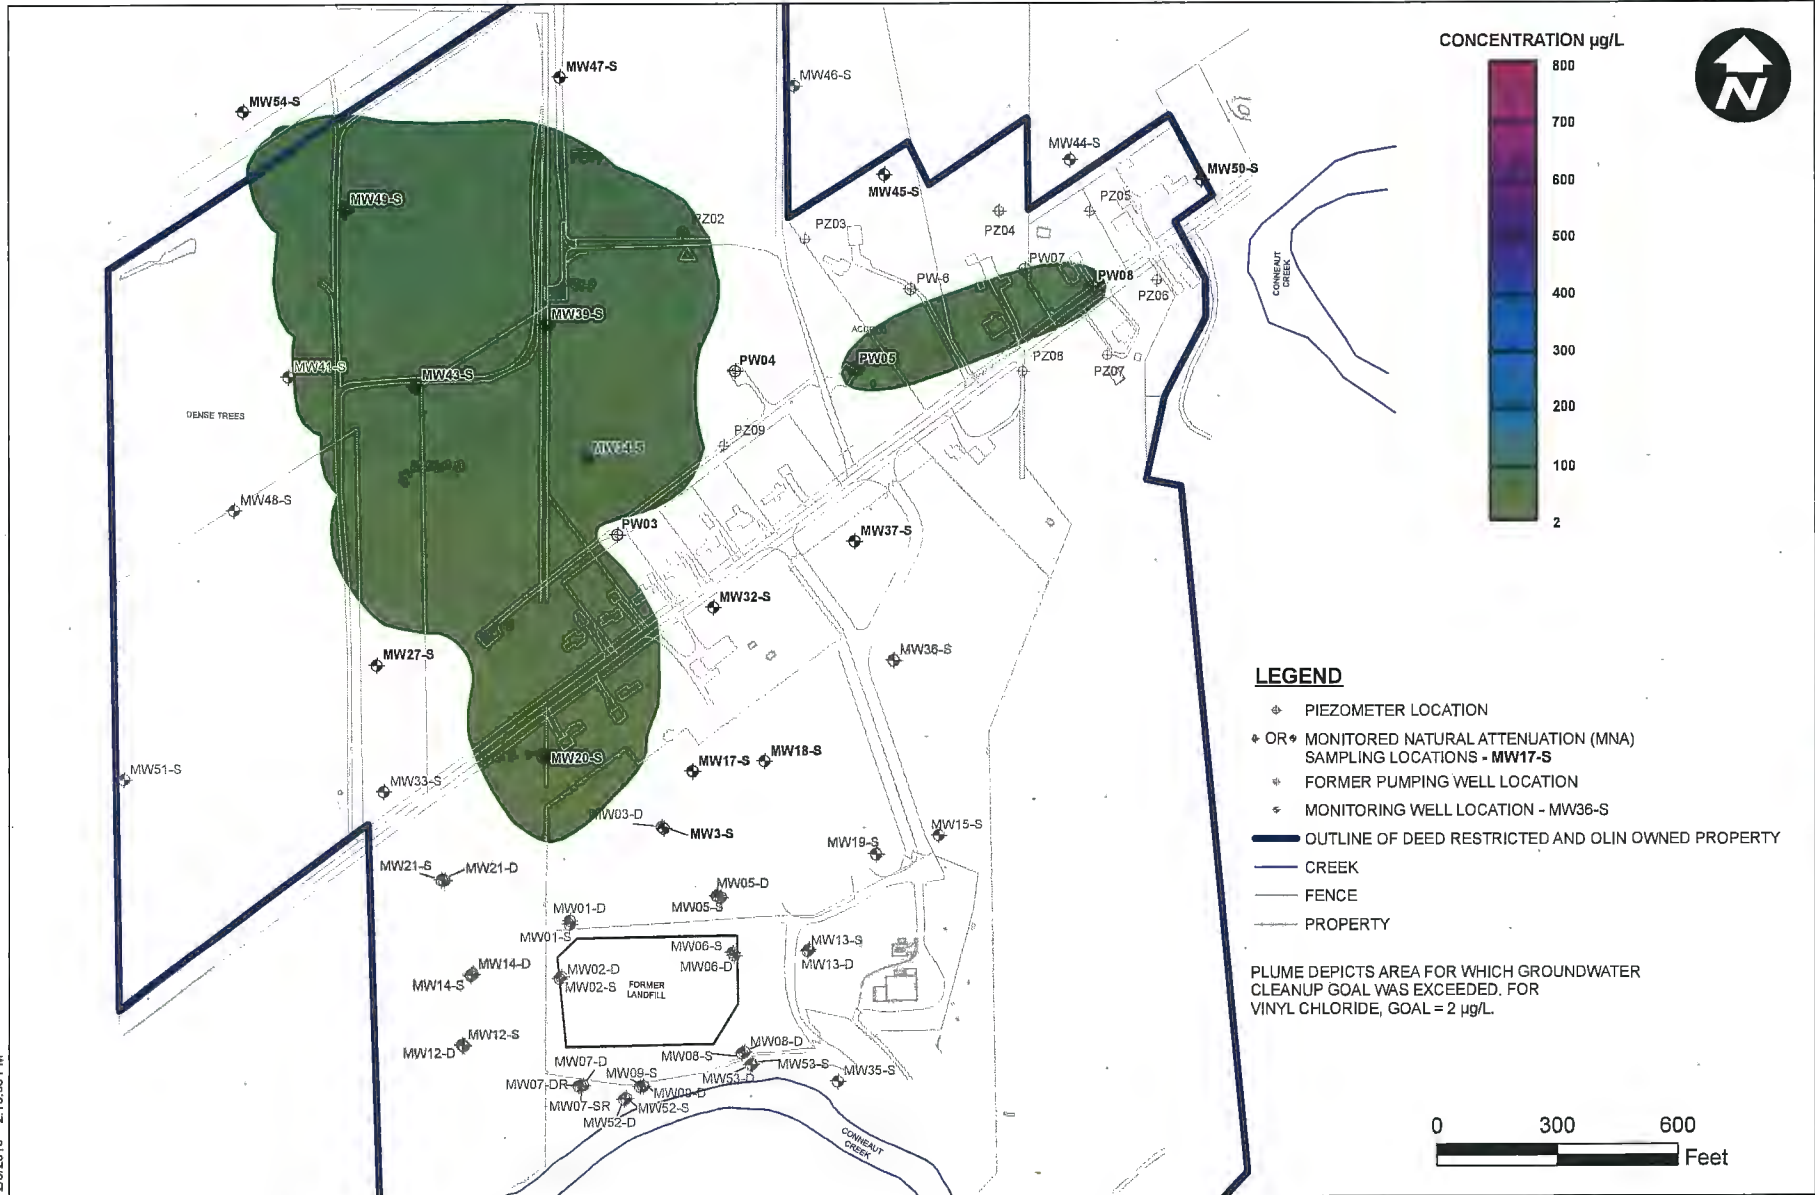 CONCENTRATION µg/L
800
700
600
500
400
300
200
100
2
N
MW47-S
MW46-S
MW54-S
MW44-S
MW45-S
MW50-S
MW49-S
PZ02
PZ03
PZ04
PZ05
PW-6
PW07
PW08
PZ06
CONNEAUT
CREEK
MW39-S
MW41-S
MW43-S
PW04
PW05
PZ08
PZ07
DENSE TREES
PZ09
MW34-S
MW48-S
PW03
MW37-S
MW32-S
MW27-S
MW36-S
MW51-S
MW33-S
MW20-S
MW17-S
MW18-S
MW03-D
MW3-S
MW19-S
MW15-S
MW21-S
MW21-D
MW05-D
MW05-S
MW01-D
MW01-S
MW06-S
MW06-D
MW13-S
MW13-D
MW14-D
MW14-S
MW02-D
MW02-S
FORMER
LANDFILL
MW12-S
MW12-D
MW08-D
MW08-S
MW07-D
MW09-S
MW53-D
MW53-S
MW35-S
MW07-DR
MW09-D
MW07-SR
MW52-S
MW52-D
CONNEAUT
CREEK
LEGEND
PIEZOMETER LOCATION
OR MONITORED NATURAL ATTENUATION (MNA)
SAMPLING LOCATIONS - MW17-S
FORMER PUMPING WELL LOCATION
MONITORING WELL LOCATION - MW36-S
OUTLINE OF DEED RESTRICTED AND OLIN OWNED PROPERTY
CREEK
FENCE
PROPERTY
PLUME DEPICTS AREA FOR WHICH GROUNDWATER
CLEANUP GOAL WAS EXCEEDED. FOR
VINYL CHLORIDE, GOAL = 2 µg/L.
0 300 600
Feet